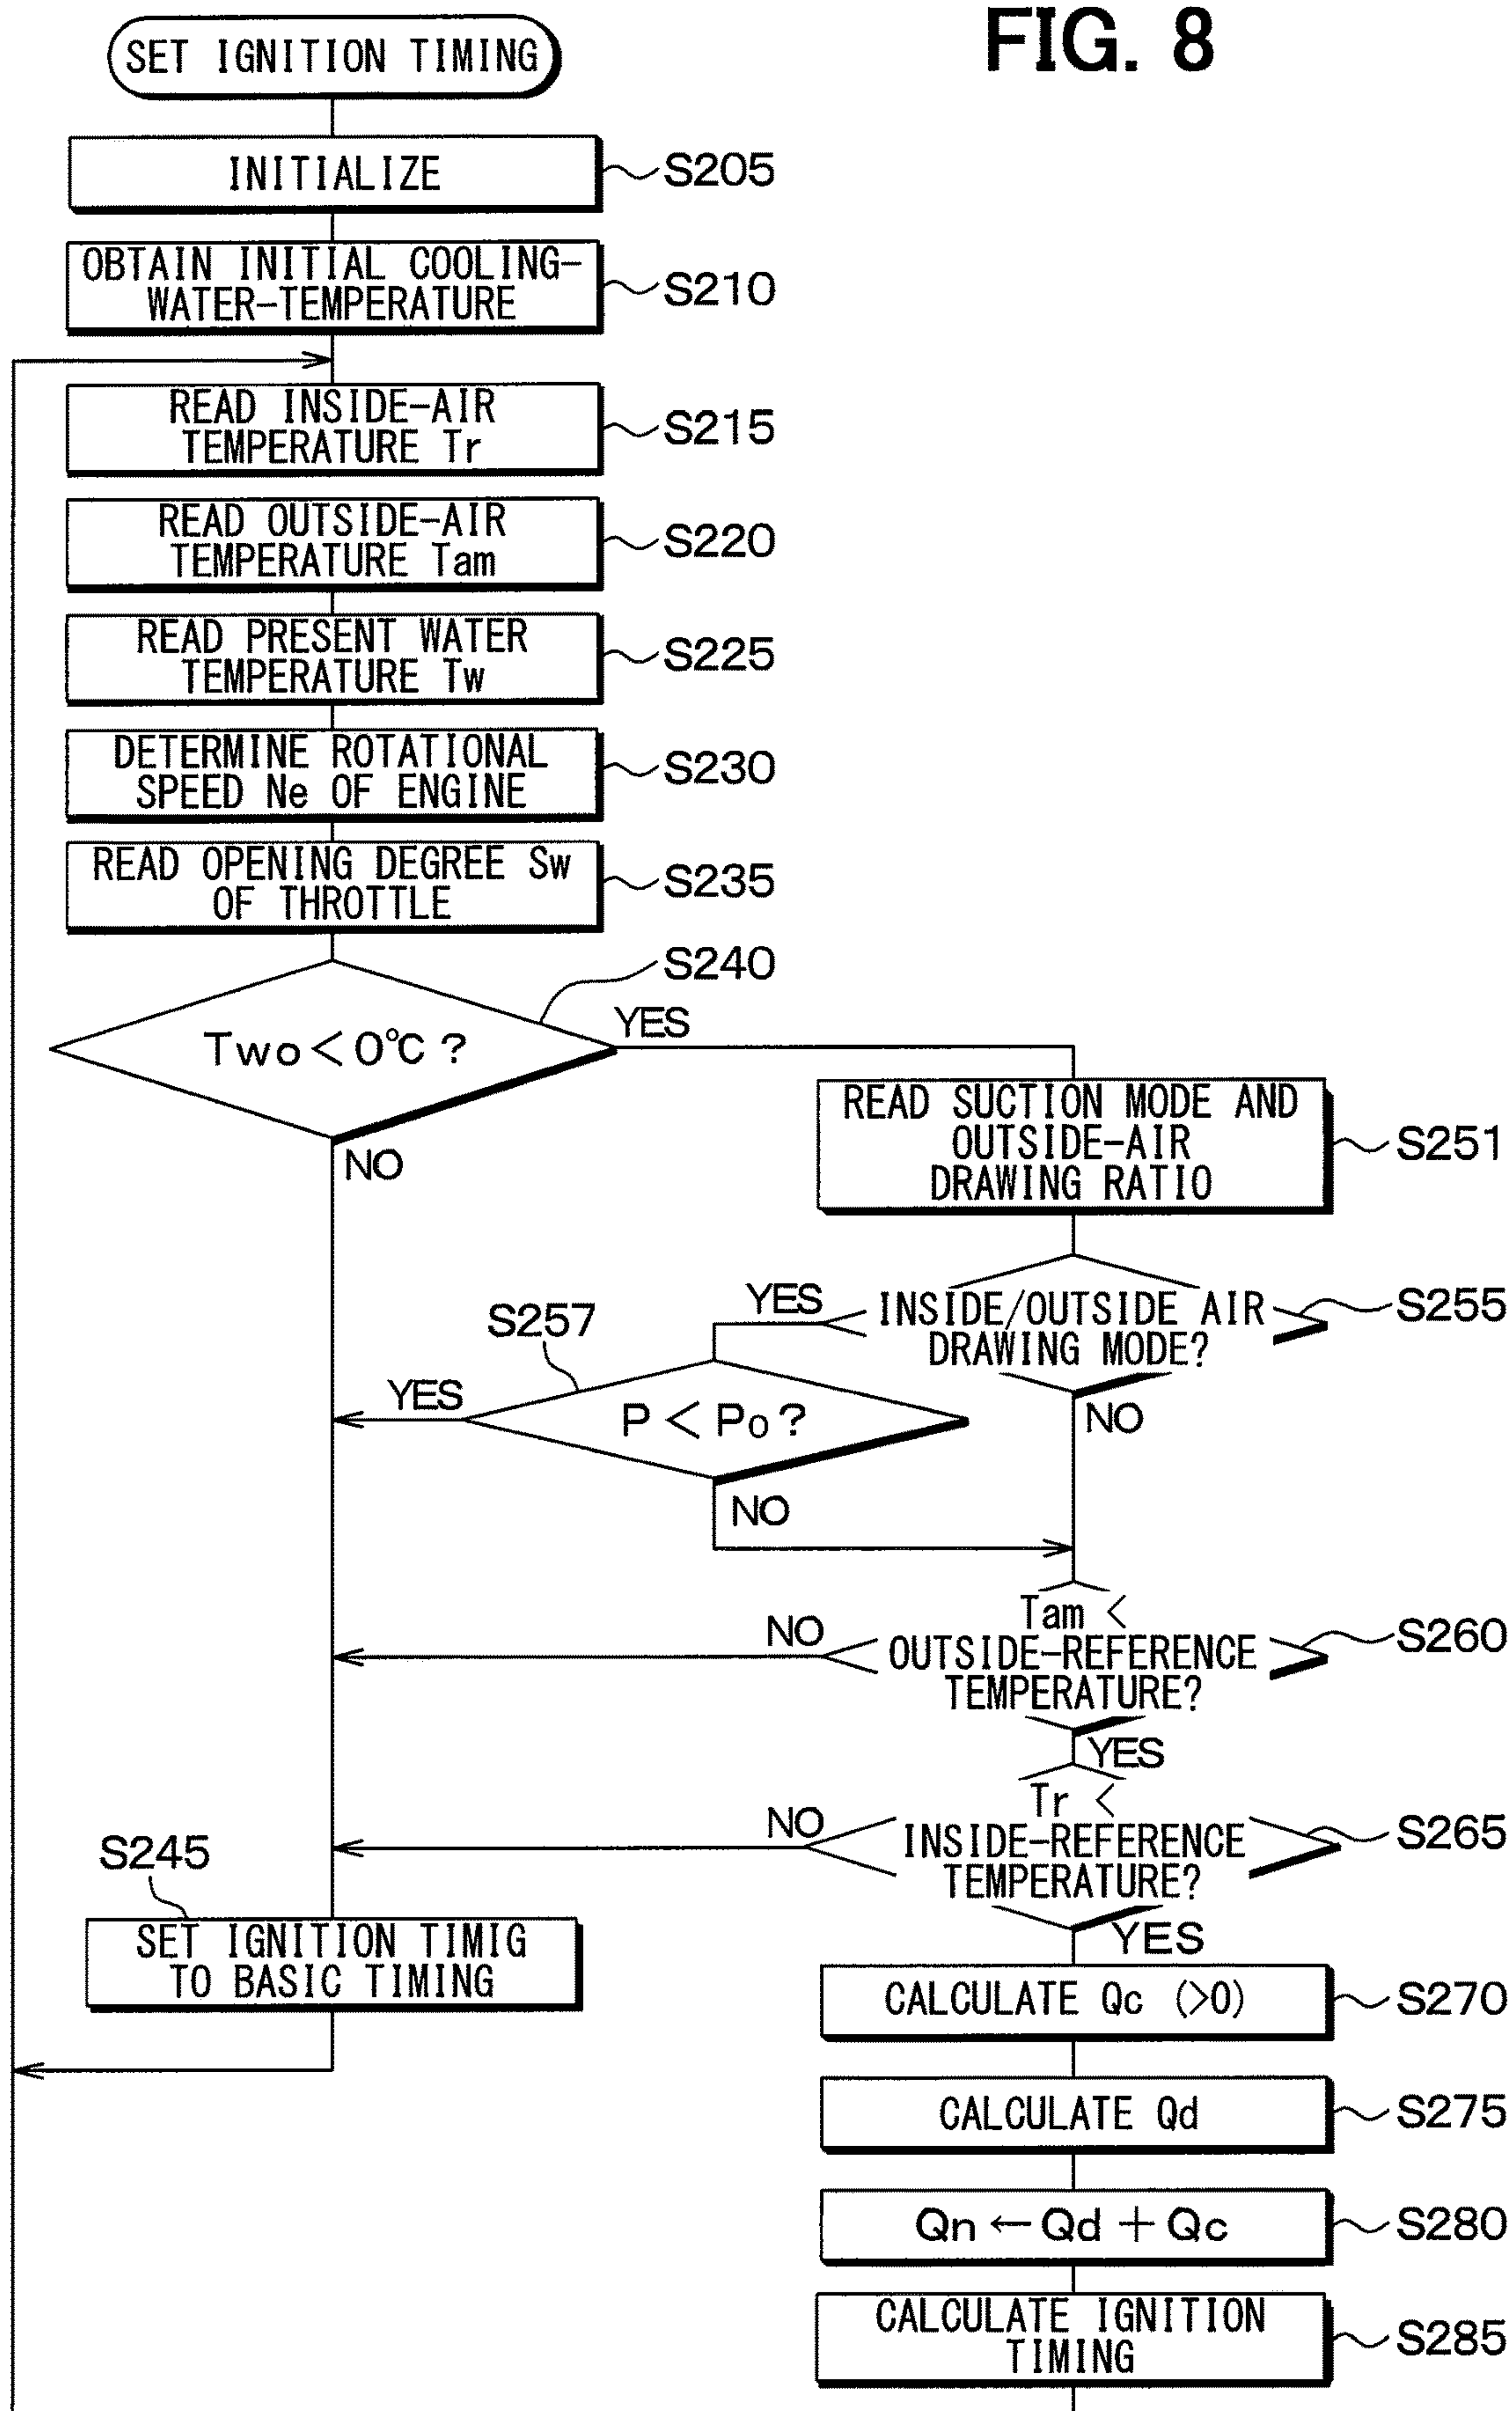 FIG. 8
SET IGNITION TIMING
INITIALIZE
S205
OBTAIN INITIAL COOLING-
WATER-TEMPERATURE
S210
READ INSIDE-AIR
TEMPERATURE Tr
S215
READ OUTSIDE-AIR
TEMPERATURE Tam
S220
READ PRESENT WATER
TEMPERATURE Tw
S225
DETERMINE ROTATIONAL
SPEED Ne OF ENGINE
S230
READ OPENING DEGREE Sw
OF THROTTLE
S235
S240
Two < 0℃ ?
YES
NO
READ SUCTION MODE AND
OUTSIDE-AIR
DRAWING RATIO
S251
INSIDE/OUTSIDE AIR
DRAWING MODE?
S255
YES
NO
S257
P < Po ?
YES
NO
Tam <
OUTSIDE-REFERENCE
TEMPERATURE?
S260
NO
YES
Tr <
INSIDE-REFERENCE
TEMPERATURE?
S265
NO
YES
S245
SET IGNITION TIMIG
TO BASIC TIMING
CALCULATE Qc (>0)
S270
CALCULATE Qd
S275
Qn ← Qd + Qc
S280
CALCULATE IGNITION
TIMING
S285